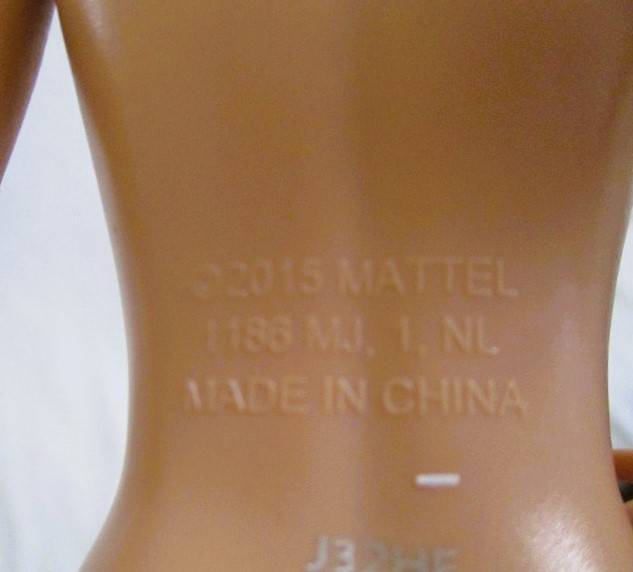 ©2015 MATTEL
1186 MJ, 1, NL
MADE IN CHINA
J32HF